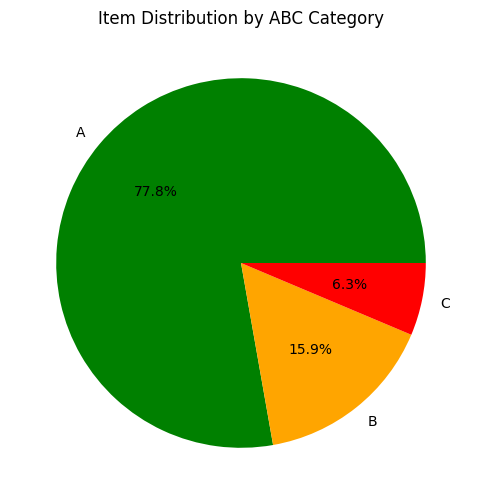 Item Distribution by ABC Category
A
77.8%
6.3%
C
15.9%
B